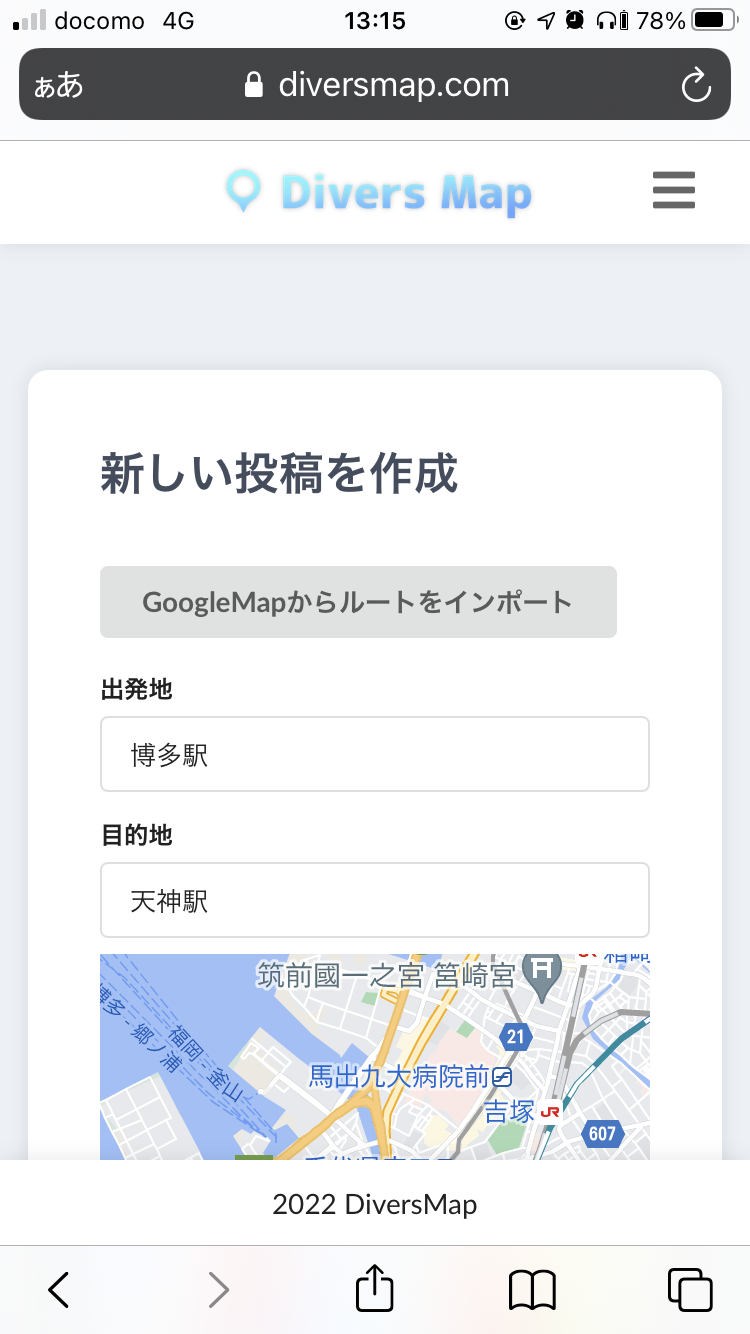 docomo 4G 13:15 78%
ぁあ diversmap.com
Divers Map
新しい投稿を作成
GoogleMapからルートをインポート
出発地
博多駅
目的地
天神駅
筑前國一之宮 筥崎宮
博多 - 郷ノ浦
福岡 - 釜山
21
馬出九大病院前
吉塚 JR
607
2022 DiversMap